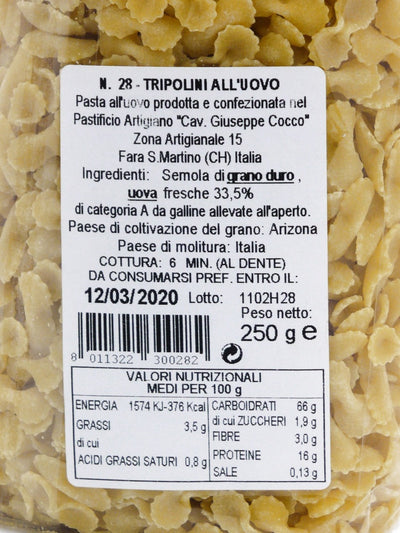 N. 28 - TRIPOLINI ALL'UOVO
Pasta all'uovo prodotta e confezionata nel
Pastificio Artigiano "Cav. Giuseppe Cocco"
Zona Artigianale 15
Fara S.Martino (CH) Italia
Ingredienti: Semola di grano duro ,
uova fresche 33,5%
di categoria A da galline allevate all'aperto.
Paese di coltivazione del grano: Arizona
Paese di molitura: Italia
COTTURA: 6 MIN. (AL DENTE)
DA CONSUMARSI PREF. ENTRO IL:
12/03/2020 Lotto: 1102H28
Peso netto:
250 g e
8 011322 300282
VALORI NUTRIZIONALI
MEDI PER 100 g
ENERGIA 1574 KJ-376 Kcal
GRASSI 3,5 g
di cui
ACIDI GRASSI SATURI 0,8 g
CARBOIDRATI 66 g
di cui ZUCCHERI 1,9 g
FIBRE 3,0 g
PROTEINE 16 g
SALE 0,13 g